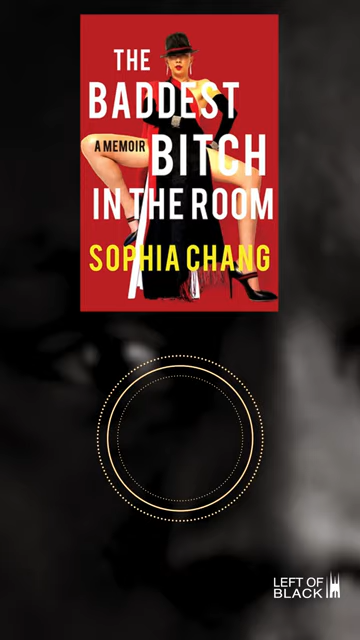 THE
BADDEST
A MEMOIR BITCH
IN THE ROOM
SOPHIA CHANG
LEFT OF
BLACK